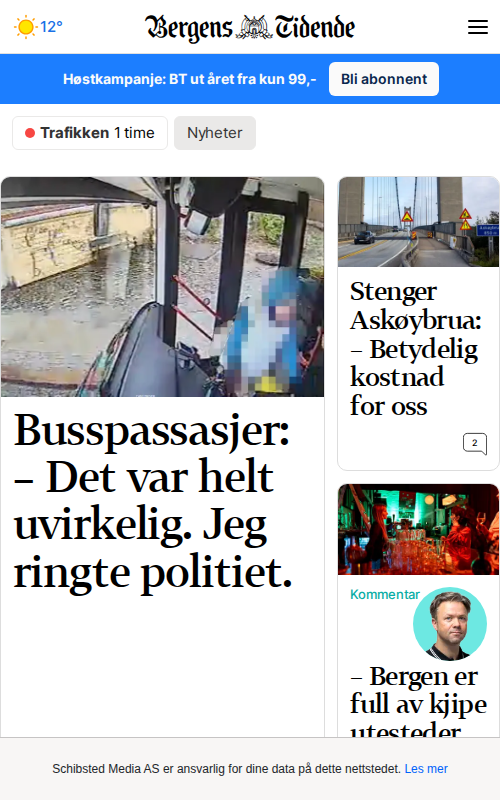 12°
Bergens Tidende
Høstkampanje: BT ut året fra kun 99,-
Bli abonnent
Trafikken 1 time
Nyheter
Busspassasjer:
– Det var helt
uvirkelig. Jeg
ringte politiet.
Stenger
Askøybrua:
– Betydelig
kostnad
for oss
2
Kommentar
– Bergen er
full av kjipe
utesteder
Schibsted Media AS er ansvarlig for dine data på dette nettstedet. Les mer